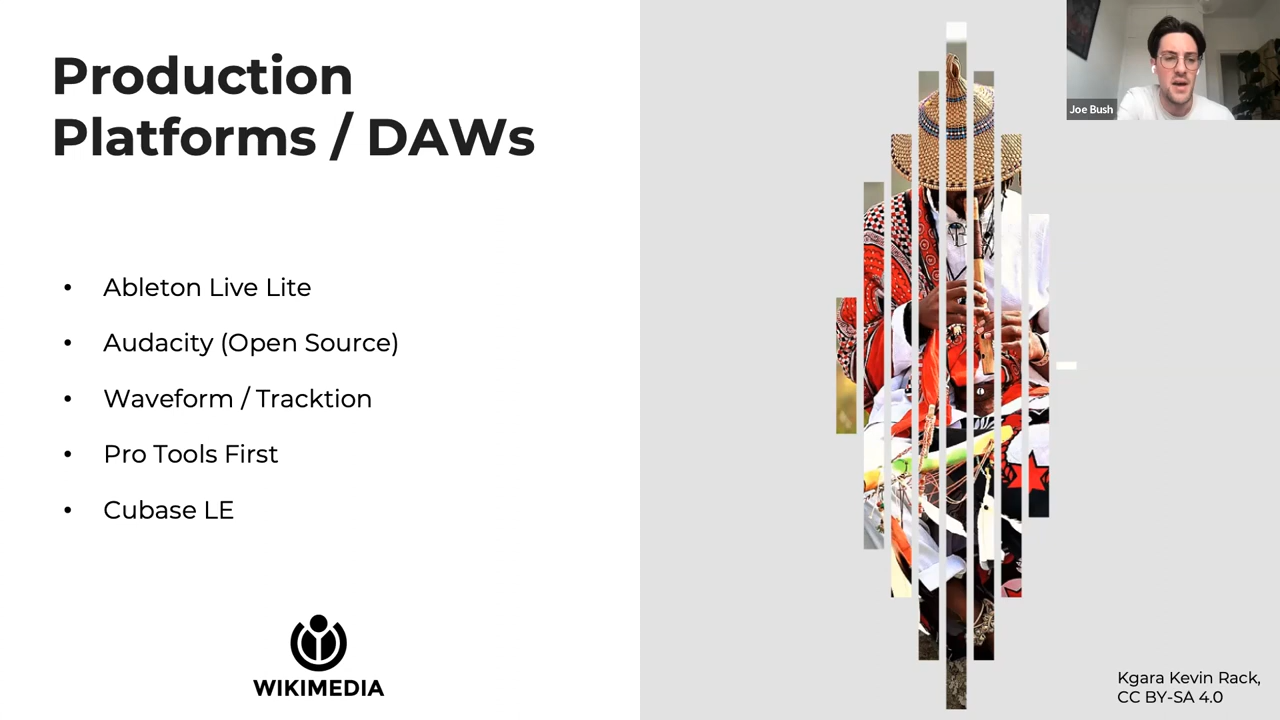 Production
Platforms / DAWs
• Ableton Live Lite
• Audacity (Open Source)
• Waveform / Tracktion
• Pro Tools First
• Cubase LE
WIKIMEDIA
Joe Bush
Kgara Kevin Rack,
CC BY-SA 4.0